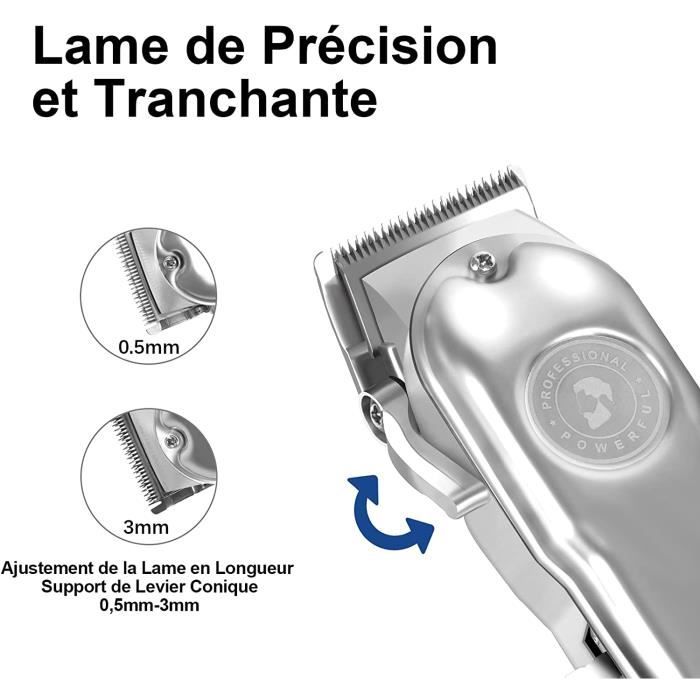 Lame de Précision
et Tranchante
0.5mm
3mm
Ajustement de la Lame en Longueur
Support de Levier Conique
0,5mm-3mm
PROFESSIONAL
POWERFUL